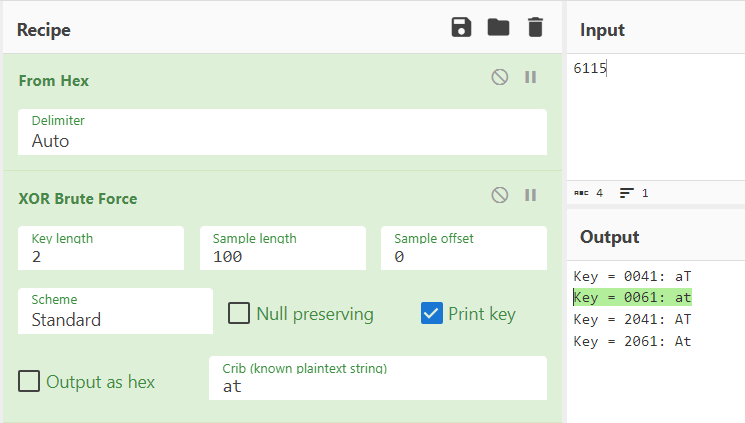 Recipe
From Hex
Delimiter
Auto
XOR Brute Force
Key length
2
Sample length
100
Sample offset
0
Scheme
Standard
Null preserving
Print key
Output as hex
Crib (known plaintext string)
at
Input
6115
ABC 4 1
Output
Key = 0041: aT
Key = 0061: at
Key = 2041: AT
Key = 2061: At